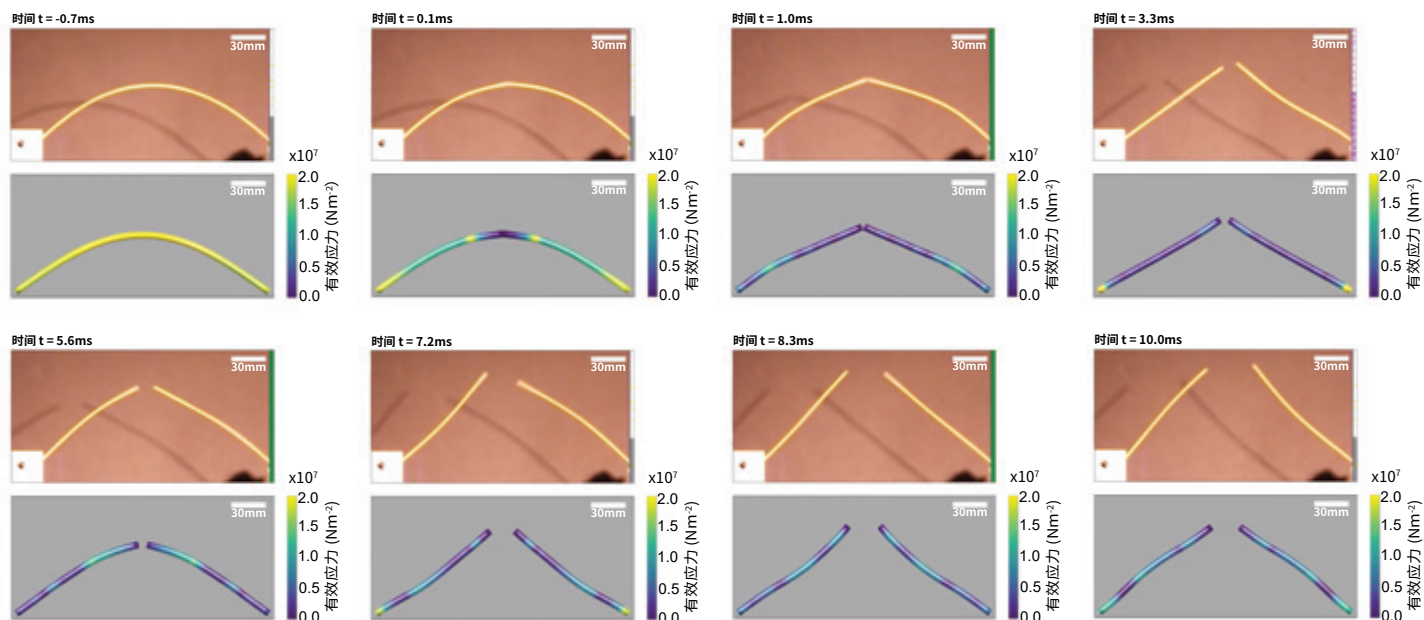 时间 t = -0.7ms
30mm
30mm
x10⁷
2.0
1.5
1.0
0.5
0.0
有效应力 (Nm⁻²)
时间 t = 0.1ms
30mm
30mm
x10⁷
2.0
1.5
1.0
0.5
0.0
有效应力 (Nm⁻²)
时间 t = 1.0ms
30mm
30mm
x10⁷
2.0
1.5
1.0
0.5
0.0
有效应力 (Nm⁻²)
时间 t = 3.3ms
30mm
30mm
x10⁷
2.0
1.5
1.0
0.5
0.0
有效应力 (Nm⁻²)
时间 t = 5.6ms
30mm
30mm
x10⁷
2.0
1.5
1.0
0.5
0.0
有效应力 (Nm⁻²)
时间 t = 7.2ms
30mm
30mm
x10⁷
2.0
1.5
1.0
0.5
0.0
有效应力 (Nm⁻²)
时间 t = 8.3ms
30mm
30mm
x10⁷
2.0
1.5
1.0
0.5
0.0
有效应力 (Nm⁻²)
时间 t = 10.0ms
30mm
30mm
x10⁷
2.0
1.5
1.0
0.5
0.0
有效应力 (Nm⁻²)